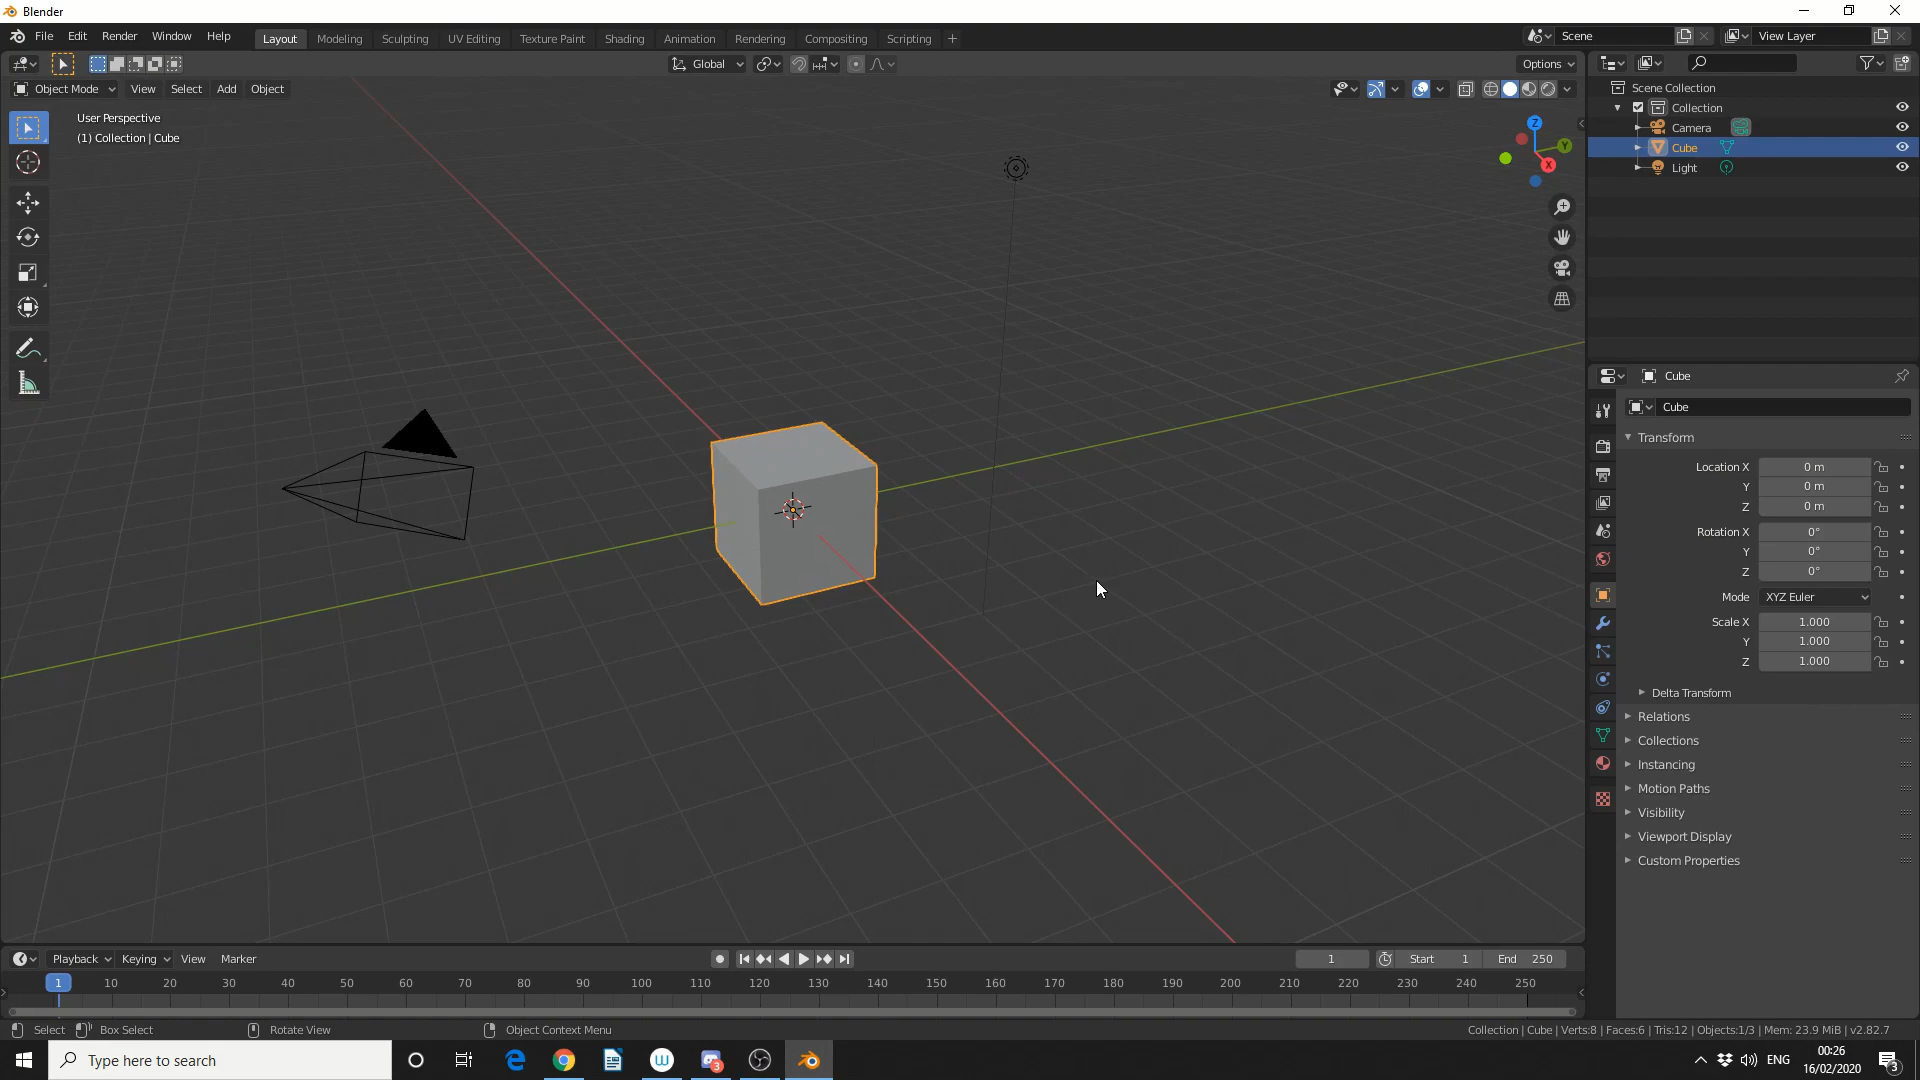 Blender
File Edit Render Window Help Layout Modeling Sculpting UV Editing Texture Paint Shading Animation Rendering Compositing Scripting + Scene View Layer
Global Options
Object Mode View Select Add Object
User Perspective
(1) Collection | Cube
Z
Y
X
Scene Collection
Collection
Camera
Cube
Light
Cube
Cube
Transform
Location X 0 m
Y 0 m
Z 0 m
Rotation X 0°
Y 0°
Z 0°
Mode XYZ Euler
Scale X 1.000
Y 1.000
Z 1.000
Delta Transform
Relations
Collections
Instancing
Motion Paths
Visibility
Viewport Display
Custom Properties
Playback Keying View Marker 1 Start 1 End 250
1 10 20 30 40 50 60 70 80 90 100 110 120 130 140 150 160 170 180 190 200 210 220 230 240 250
Select Box Select Rotate View Object Context Menu Collection | Cube | Verts:8 | Faces:6 | Tris:12 | Objects:1/3 | Mem: 23.9 MiB | v2.82.7
Type here to search W 3 ENG 00:26 3
16/02/2020